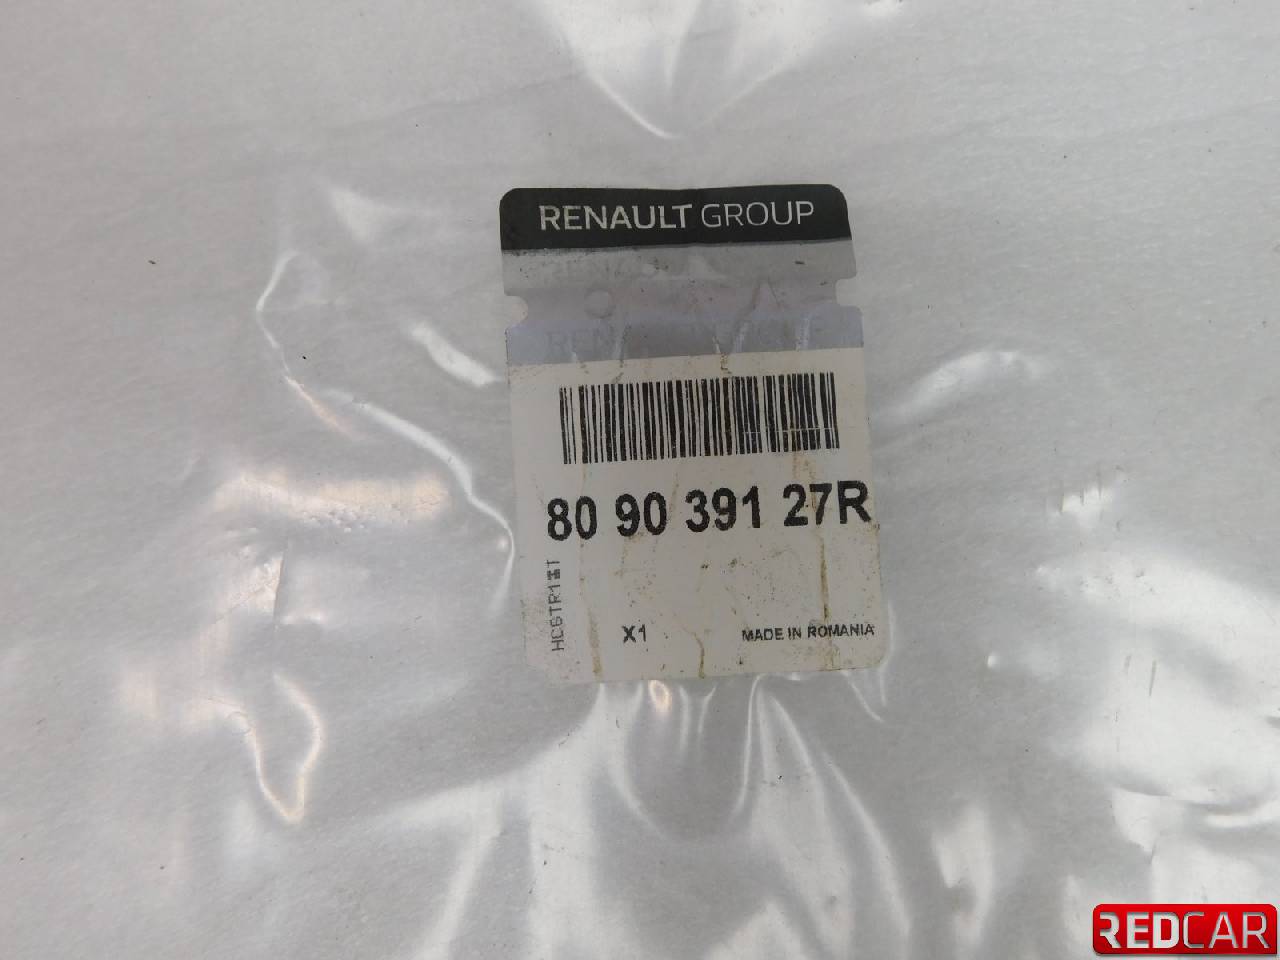 RENAULT GROUP
80 90 391 27R
X1
MADE IN ROMANIA
REDCAR